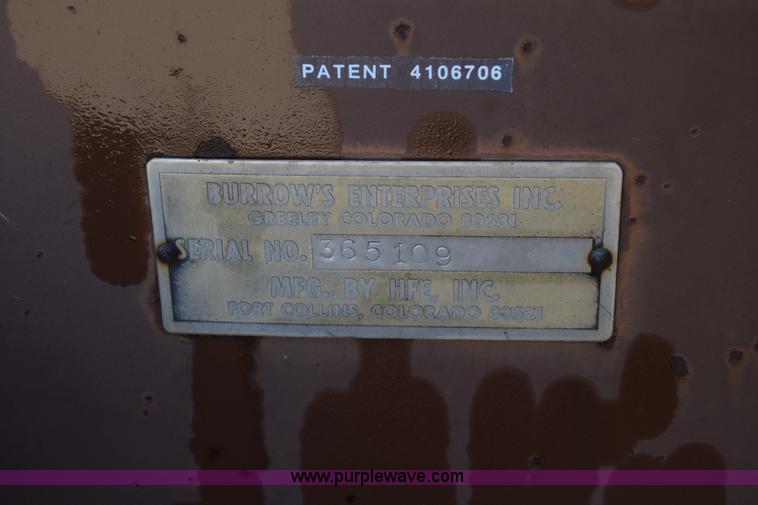 PATENT 4106706
BURROW'S ENTERPRISES INC.
GREELEY COLORADO 80631
SERIAL NO. 365109
MFG. BY HFE, INC.
FORT COLLINS, COLORADO 80521
www.purplewave.com